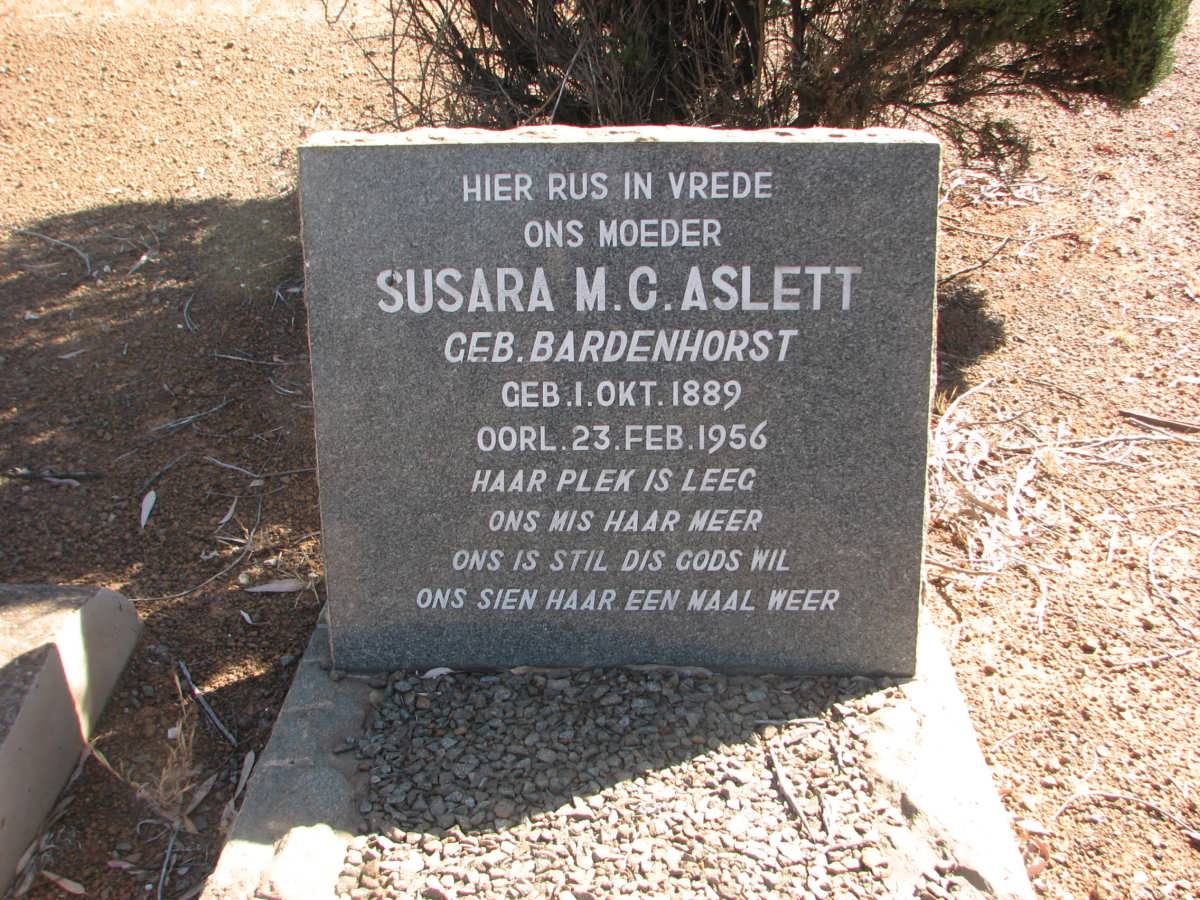 HIER RUS IN VREDE
ONS MOEDER
SUSARA M.C. ASLETT
GEB. BARDENHORST
GEB. 1. OKT. 1889
OORL. 23. FEB. 1956
HAAR PLEK IS LEEG
ONS MIS HAAR MEER
ONS IS STIL DIS GODS WIL
ONS SIEN HAAR EEN MAAL WEER